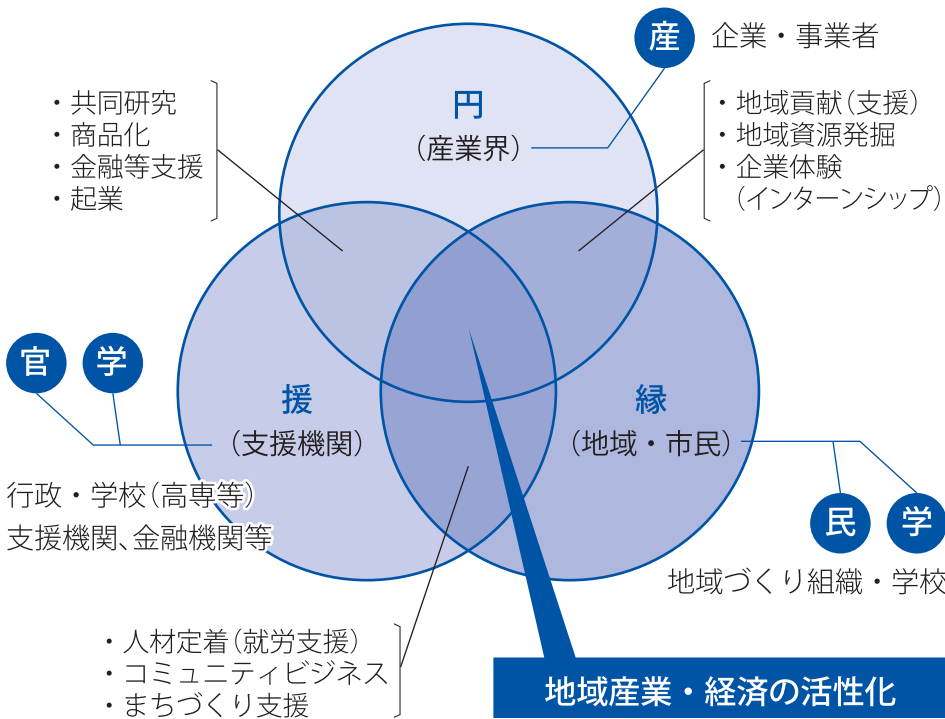 産 企業・事業者
円
（産業界）
・共同研究
・商品化
・金融等支援
・起業
・地域貢献（支援）
・地域資源発掘
・企業体験
（インターンシップ）
官 学
援
（支援機関）
行政・学校（高専等）
支援機関、金融機関等
縁
（地域・市民）
民 学
地域づくり組織・学校
・人材定着（就労支援）
・コミュニティビジネス
・まちづくり支援
地域産業・経済の活性化